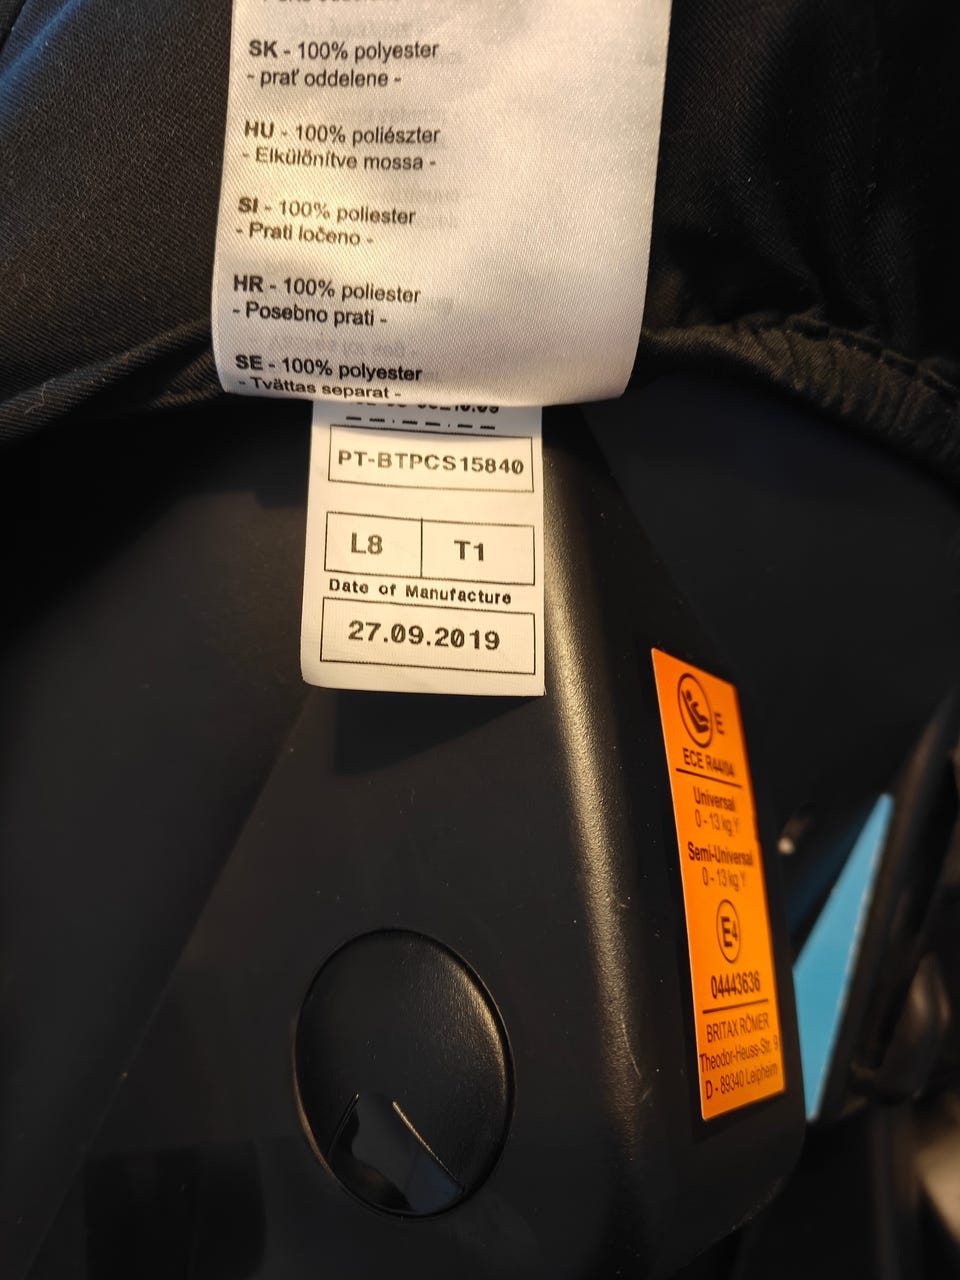 SK - 100% polyester
- prať oddelene -
HU - 100% poliészter
- Elkülönítve mossa -
SI - 100% poliester
- Prati ločeno -
HR - 100% poliester
- Posebno prati -
SE - 100% polyester
- Tvättas separat -
PT-BTPCS15840
L8 T1
Date of Manufacture
27.09.2019
E
ECE R44/04
Universal
0 - 13 kg Y
Semi-Universal
0 - 13 kg Y
E4
04443636
BRITAX RÖMER
Theodor-Heuss-Str. 9
D - 89340 Leipheim